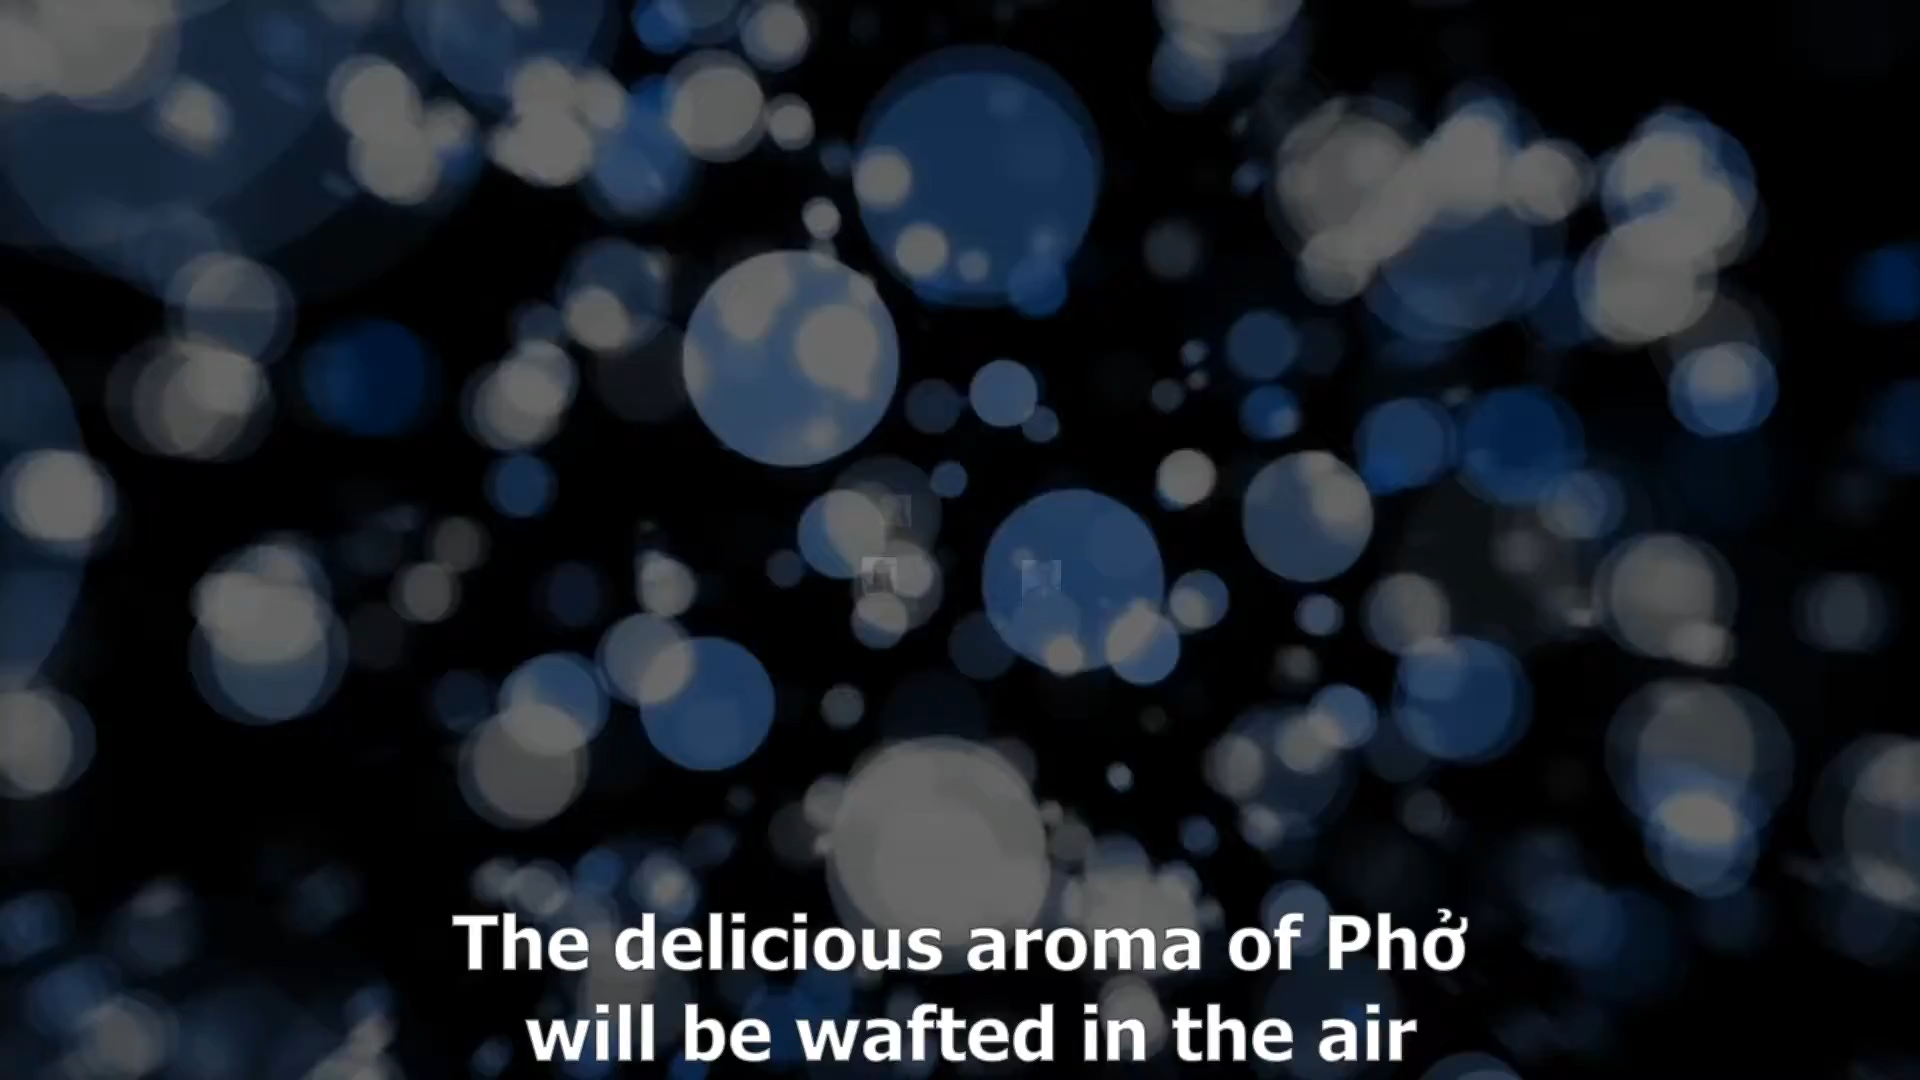 The delicious aroma of Phở
will be wafted in the air